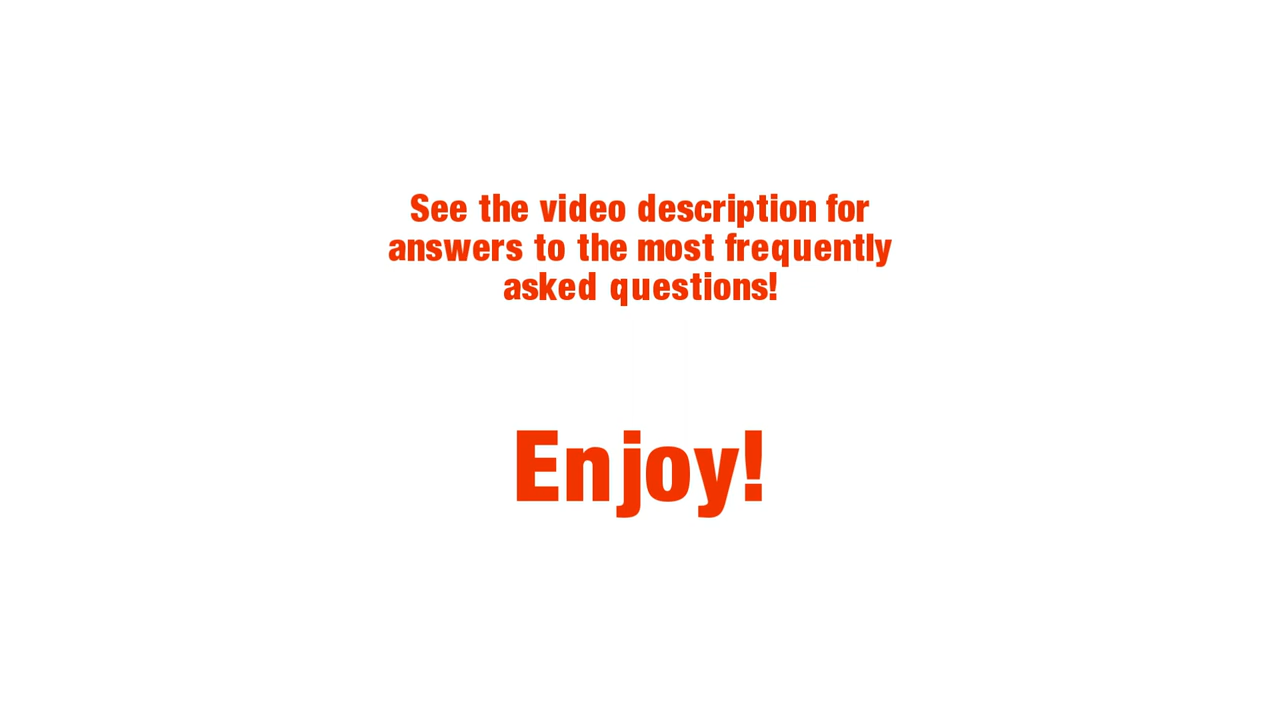 See the video description for
answers to the most frequently
asked questions!
Enjoy!